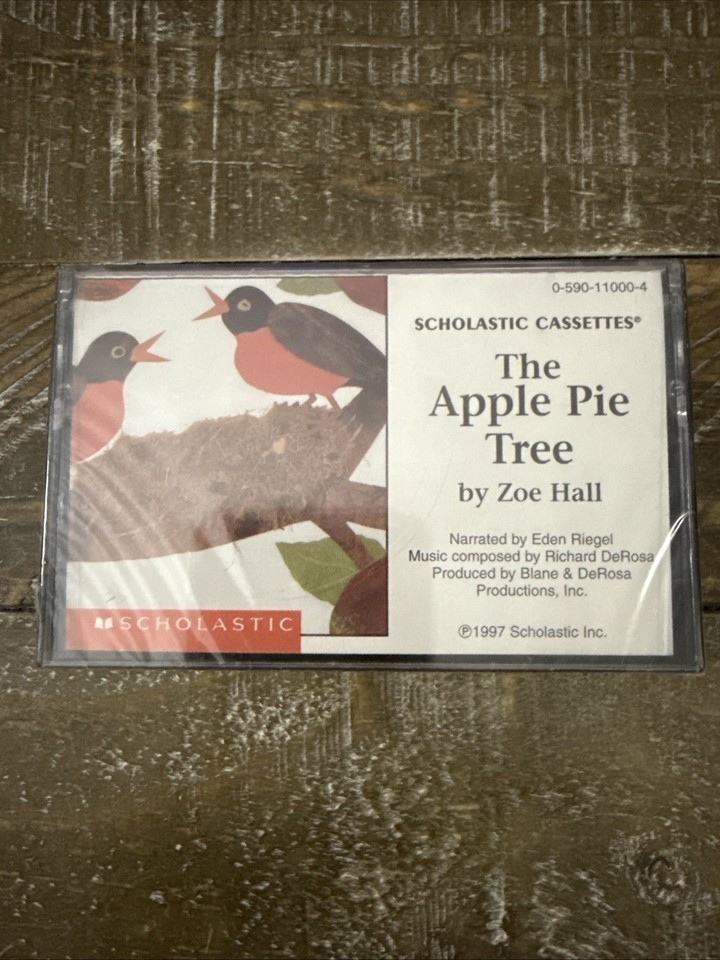 0-590-11000-4
SCHOLASTIC CASSETTES®
The
Apple Pie
Tree
by Zoe Hall
Narrated by Eden Riegel
Music composed by Richard DeRosa
Produced by Blane & DeRosa
Productions, Inc.
℗1997 Scholastic Inc.
SCHOLASTIC